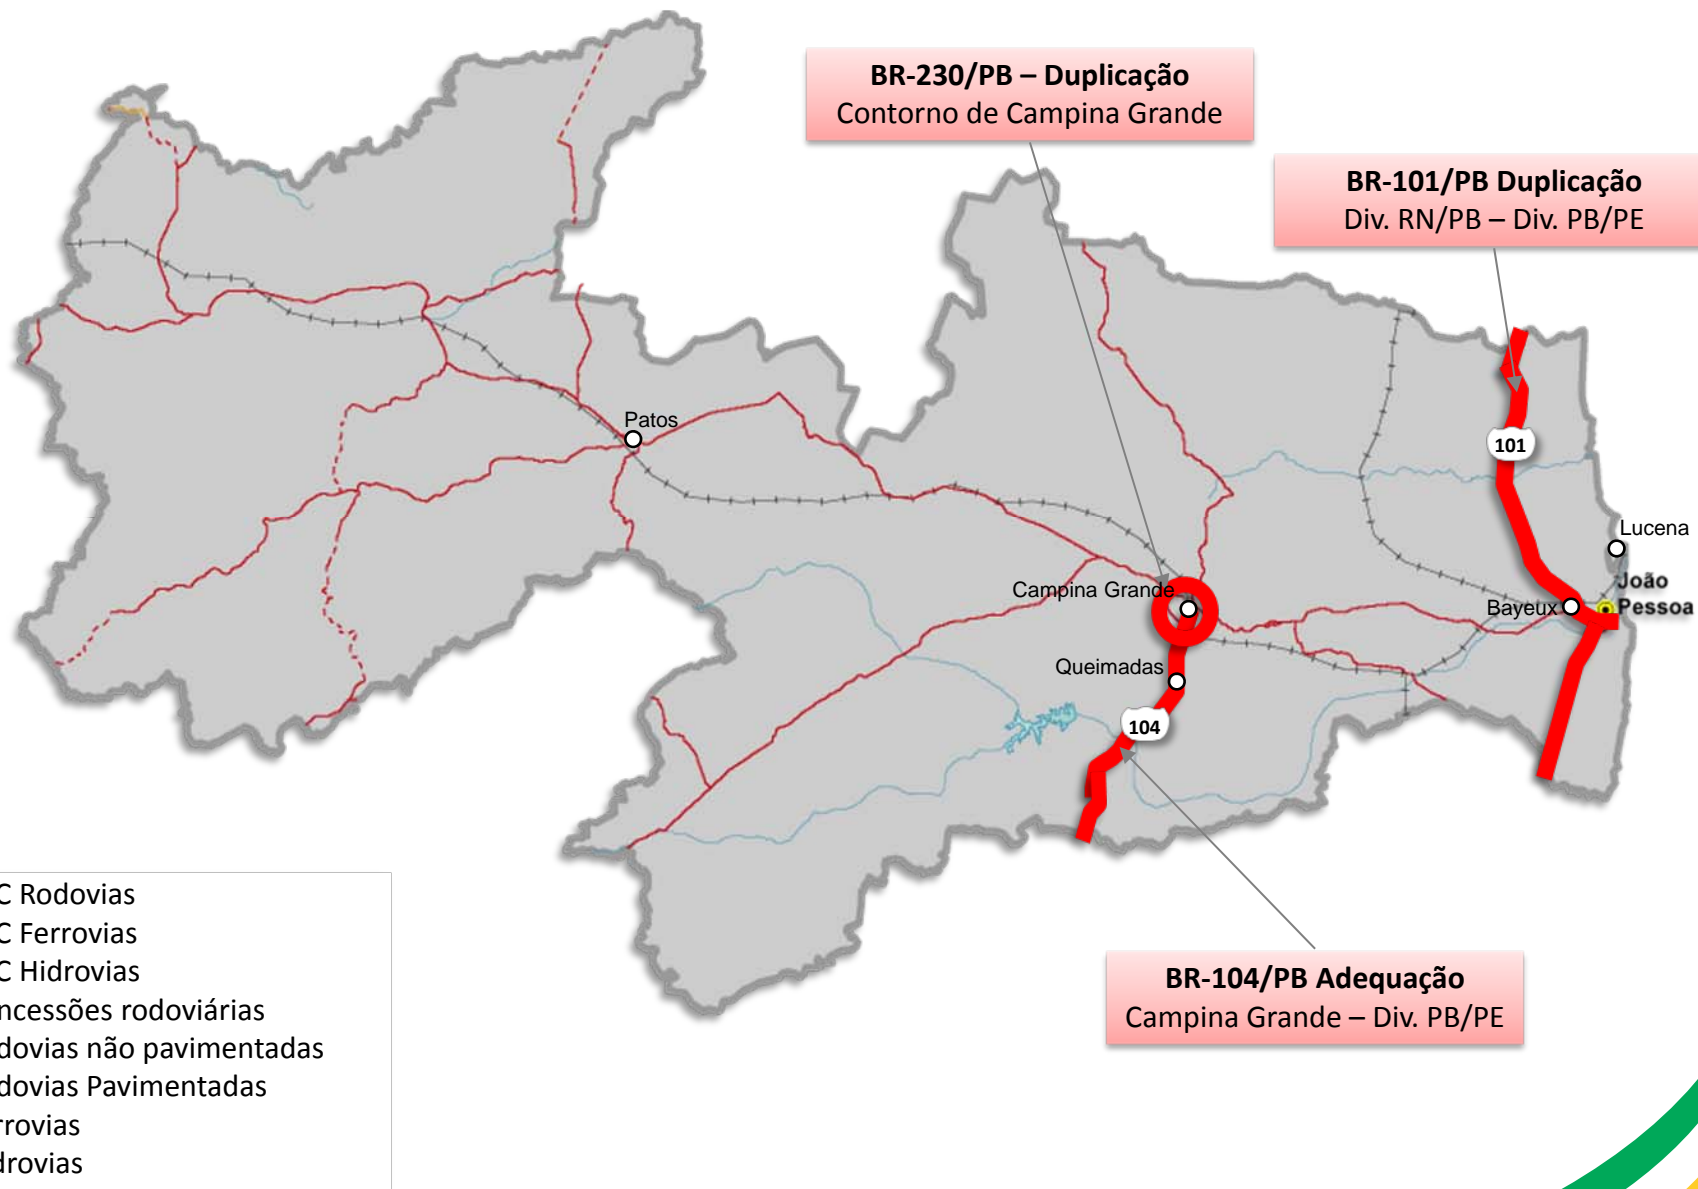 BR-230/PB – Duplicação
Contorno de Campina Grande
BR-101/PB Duplicação
Div. RN/PB – Div. PB/PE
Patos
101
Lucena
João
Pessoa
Campina Grande
Bayeux
Queimadas
104
BR-104/PB Adequação
Campina Grande – Div. PB/PE
C Rodovias
C Ferrovias
C Hidrovias
ncessões rodoviárias
dovias não pavimentadas
dovias Pavimentadas
rrovias
drovias